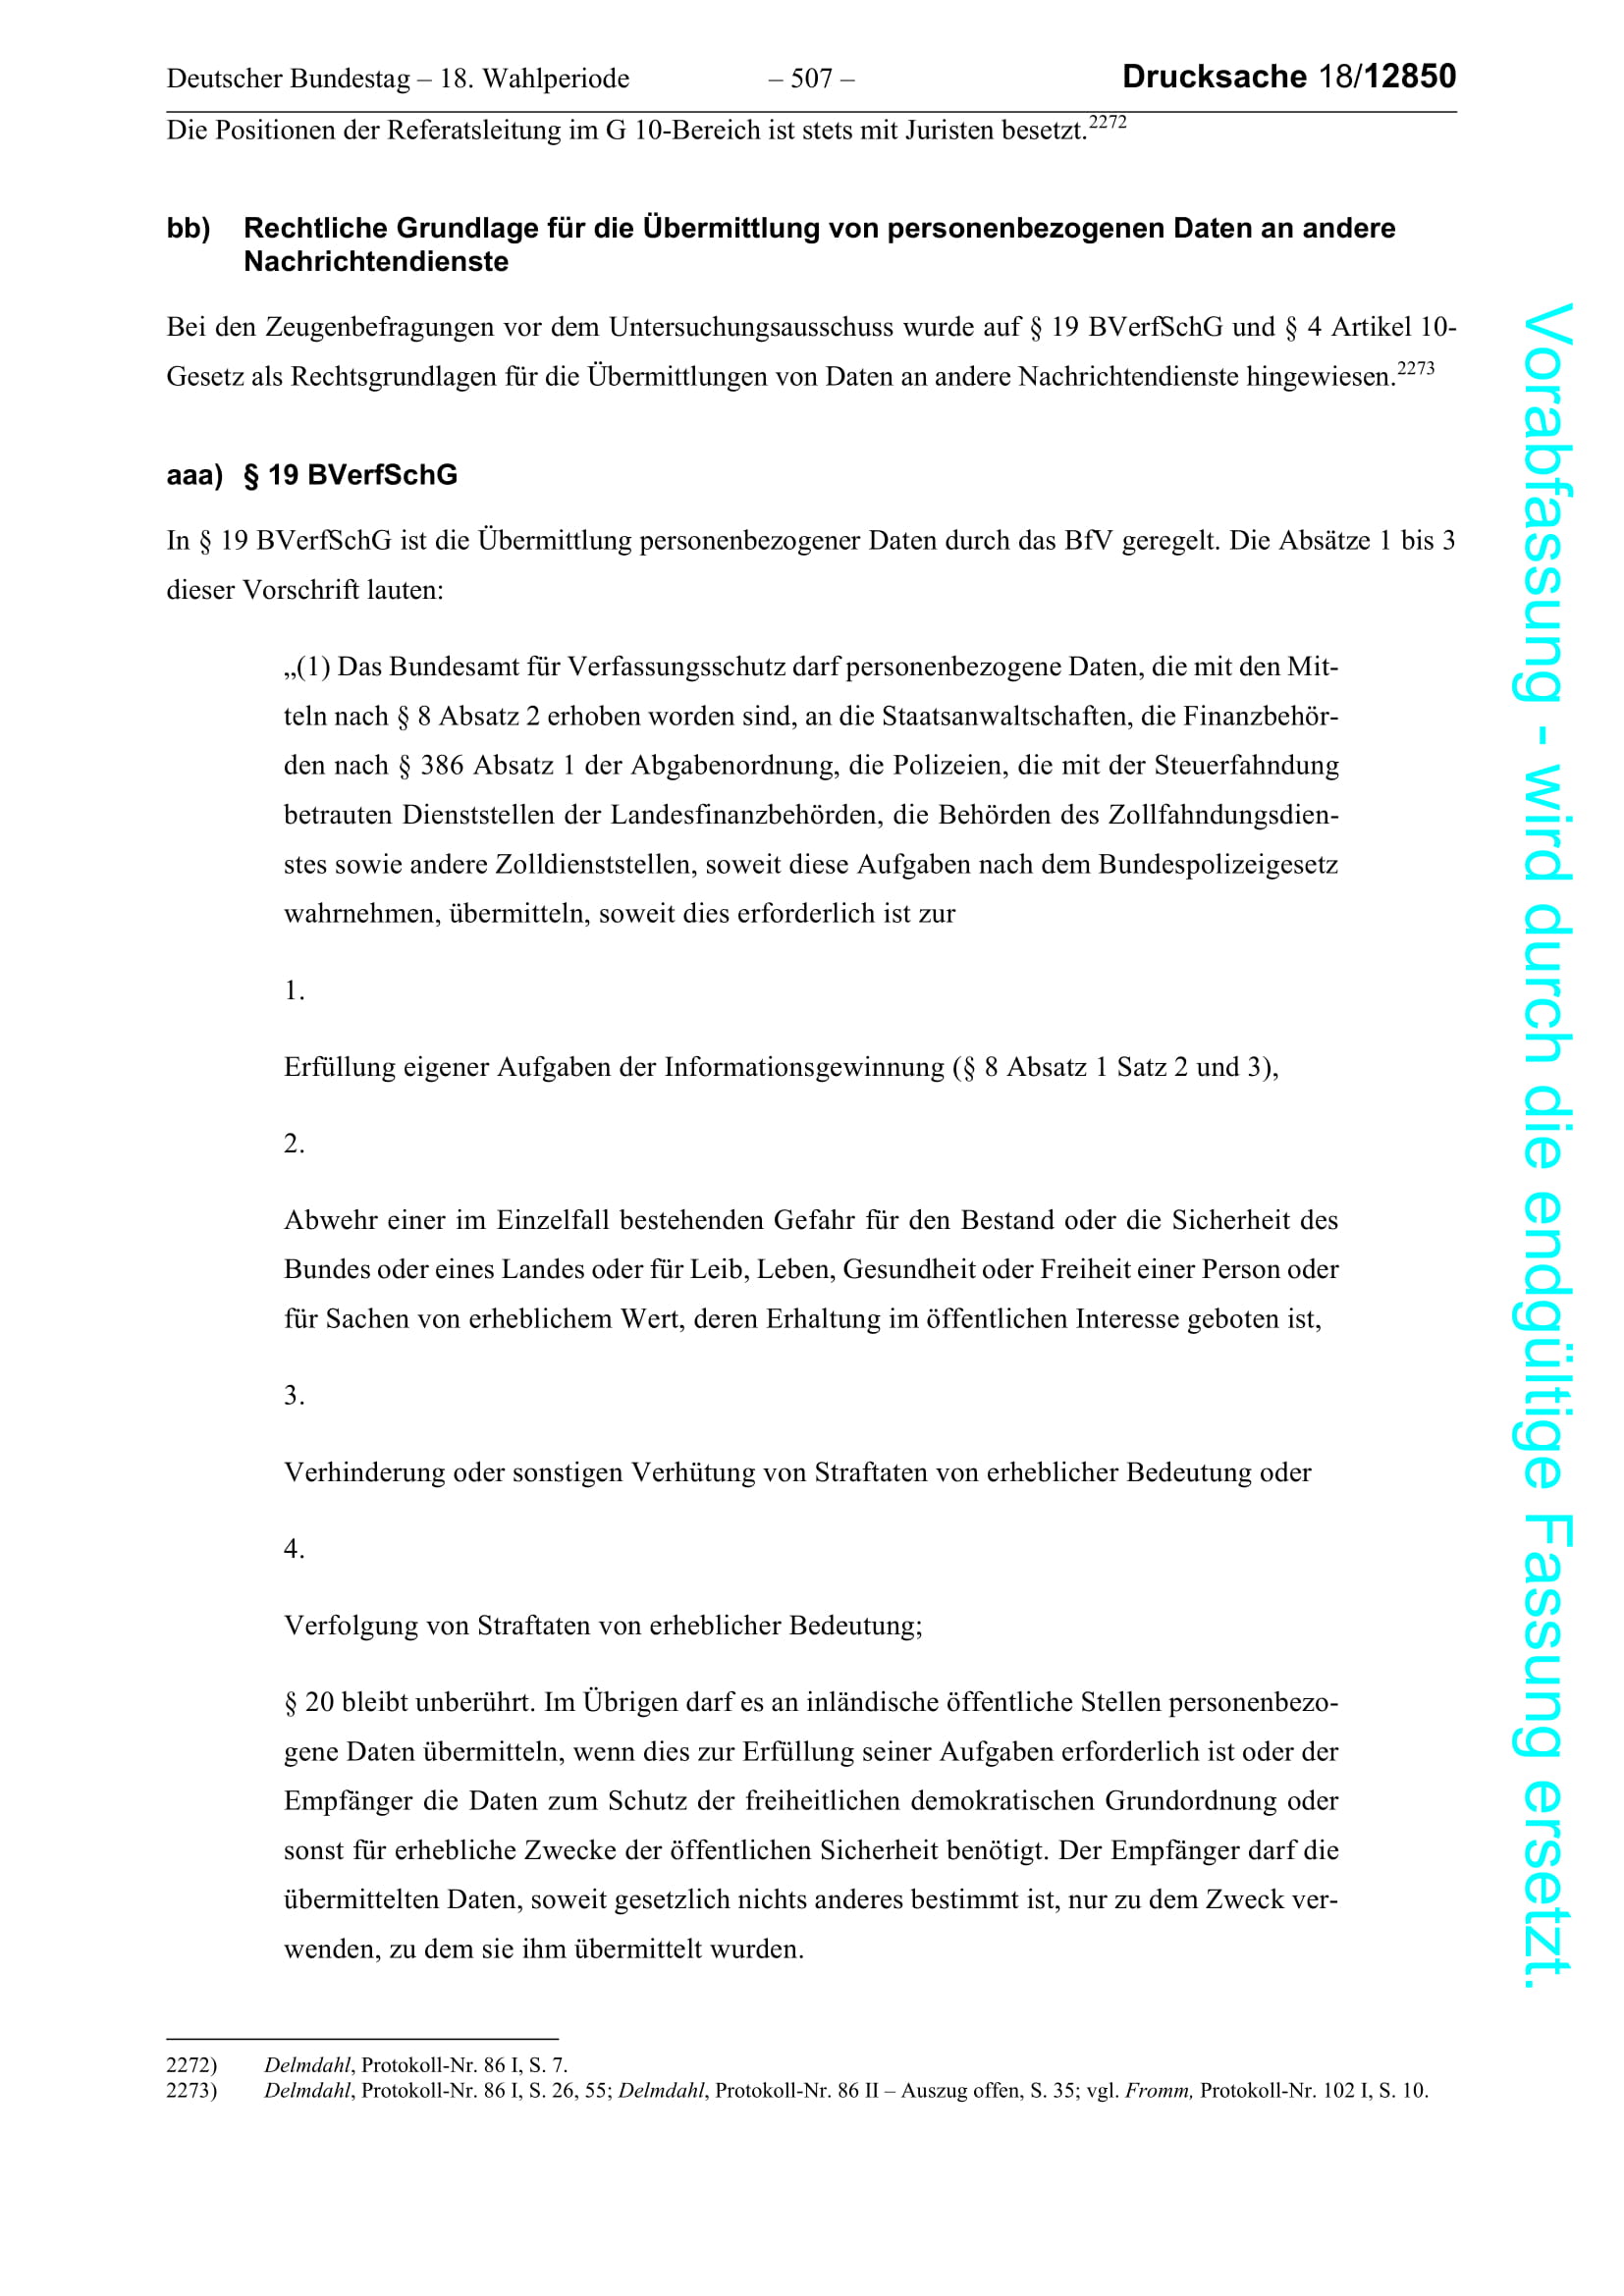 Deutscher Bundestag – 18. Wahlperiode – 507 – Drucksache 18/12850
Die Positionen der Referatsleitung im G 10-Bereich ist stets mit Juristen besetzt.2272
bb) Rechtliche Grundlage für die Übermittlung von personenbezogenen Daten an andere
Nachrichtendienste
Bei den Zeugenbefragungen vor dem Untersuchungsausschuss wurde auf § 19 BVerfSchG und § 4 Artikel 10-
Gesetz als Rechtsgrundlagen für die Übermittlungen von Daten an andere Nachrichtendienste hingewiesen.2273
aaa) § 19 BVerfSchG
In § 19 BVerfSchG ist die Übermittlung personenbezogener Daten durch das BfV geregelt. Die Absätze 1 bis 3
dieser Vorschrift lauten:
„(1) Das Bundesamt für Verfassungsschutz darf personenbezogene Daten, die mit den Mit-
teln nach § 8 Absatz 2 erhoben worden sind, an die Staatsanwaltschaften, die Finanzbehör-
den nach § 386 Absatz 1 der Abgabenordnung, die Polizeien, die mit der Steuerfahndung
betrauten Dienststellen der Landesfinanzbehörden, die Behörden des Zollfahndungsdien-
stes sowie andere Zolldienststellen, soweit diese Aufgaben nach dem Bundespolizeigesetz
wahrnehmen, übermitteln, soweit dies erforderlich ist zur
1.
Erfüllung eigener Aufgaben der Informationsgewinnung (§ 8 Absatz 1 Satz 2 und 3),
2.
Abwehr einer im Einzelfall bestehenden Gefahr für den Bestand oder die Sicherheit des
Bundes oder eines Landes oder für Leib, Leben, Gesundheit oder Freiheit einer Person oder
für Sachen von erheblichem Wert, deren Erhaltung im öffentlichen Interesse geboten ist,
3.
Verhinderung oder sonstigen Verhütung von Straftaten von erheblicher Bedeutung oder
4.
Verfolgung von Straftaten von erheblicher Bedeutung;
§ 20 bleibt unberührt. Im Übrigen darf es an inländische öffentliche Stellen personenbezo-
gene Daten übermitteln, wenn dies zur Erfüllung seiner Aufgaben erforderlich ist oder der
Empfänger die Daten zum Schutz der freiheitlichen demokratischen Grundordnung oder
sonst für erhebliche Zwecke der öffentlichen Sicherheit benötigt. Der Empfänger darf die
übermittelten Daten, soweit gesetzlich nichts anderes bestimmt ist, nur zu dem Zweck ver-
wenden, zu dem sie ihm übermittelt wurden.
2272) Delmdahl, Protokoll-Nr. 86 I, S. 7.
2273) Delmdahl, Protokoll-Nr. 86 I, S. 26, 55; Delmdahl, Protokoll-Nr. 86 II – Auszug offen, S. 35; vgl. Fromm, Protokoll-Nr. 102 I, S. 10.
Vorabfassung - wird durch die endgültige Fassung ersetzt.